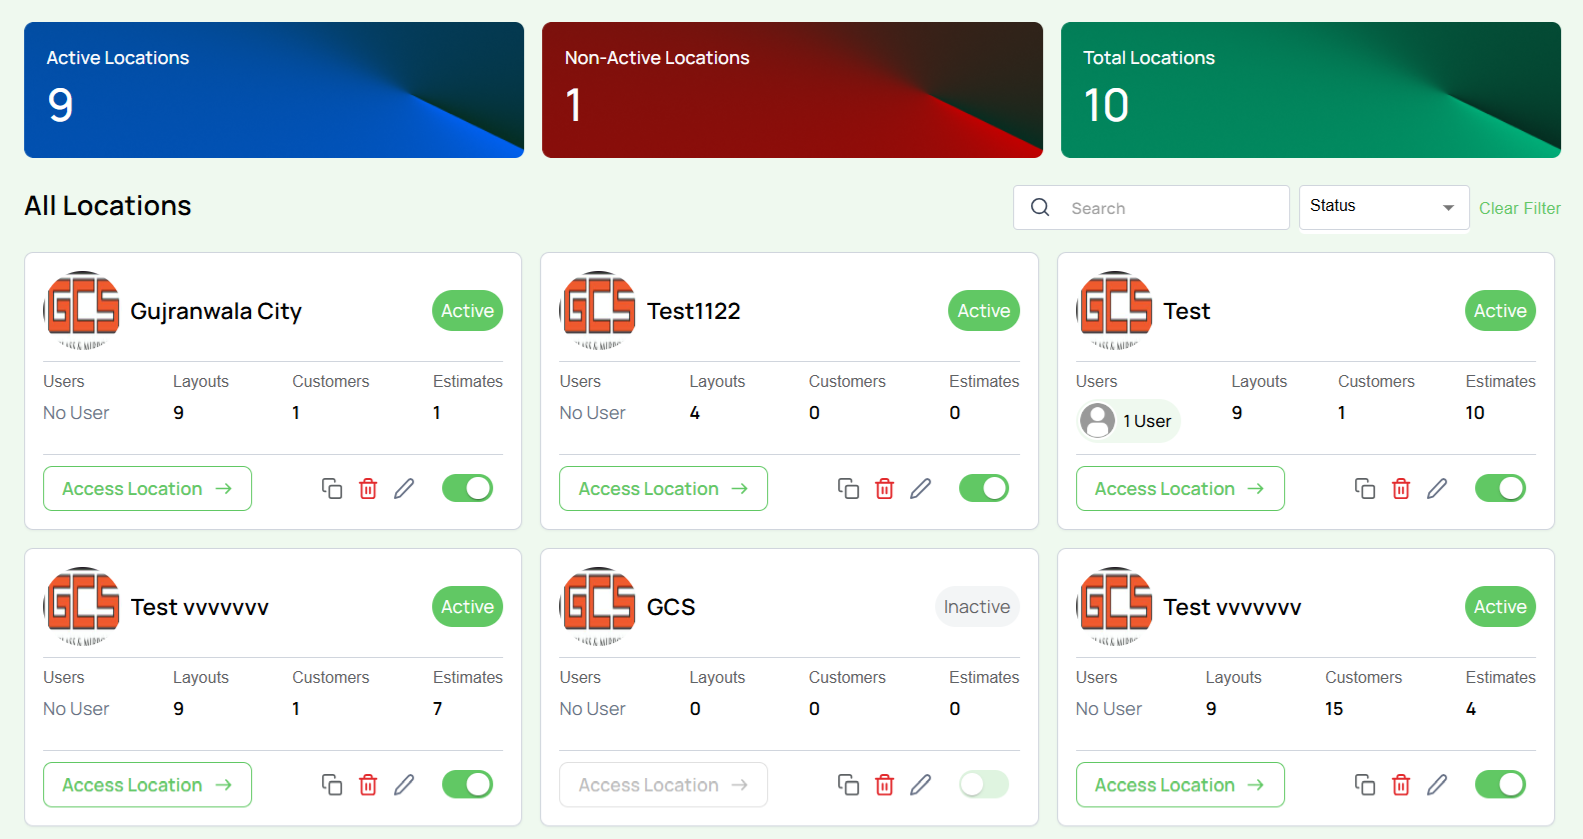 Active Locations
9
Non-Active Locations
1
Total Locations
10
All Locations
Search
Status
Clear Filter
GCS
Gujranwala City
Active
Users Layouts Customers Estimates
No User 9 1 1
Access Location
GCS
Test1122
Active
Users Layouts Customers Estimates
No User 4 0 0
Access Location
GCS
Test
Active
Users Layouts Customers Estimates
1 User 9 1 10
Access Location
GCS
Test vvvvvvv
Active
Users Layouts Customers Estimates
No User 9 1 7
Access Location
GCS
GCS
Inactive
Users Layouts Customers Estimates
No User 0 0 0
Access Location
GCS
Test vvvvvvv
Active
Users Layouts Customers Estimates
No User 9 15 4
Access Location